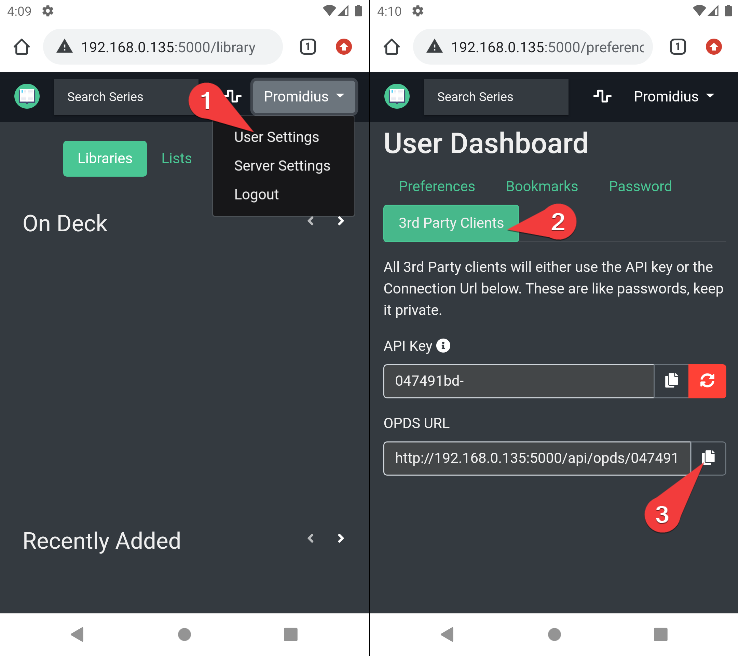 4:09
192.168.0.135:5000/library
1
Search Series
1
Promidius
User Settings
Server Settings
Logout
Libraries
Lists
On Deck
Recently Added
4:10
192.168.0.135:5000/preferenc
1
Search Series
Promidius
User Dashboard
Preferences
Bookmarks
Password
3rd Party Clients
2
All 3rd Party clients will either use the API key or the
Connection Url below. These are like passwords, keep
it private.
API Key
047491bd-
OPDS URL
http://192.168.0.135:5000/api/opds/047491
3